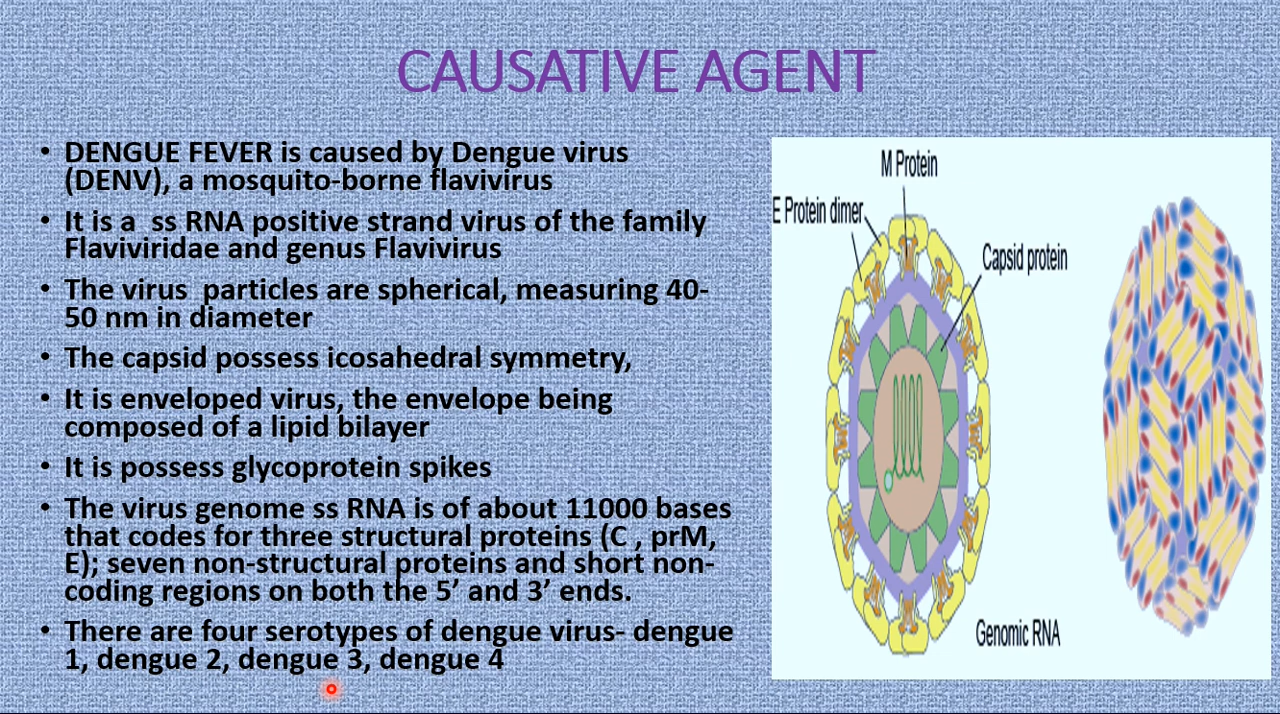 CAUSATIVE AGENT
• DENGUE FEVER is caused by Dengue virus
(DENV), a mosquito-borne flavivirus
• It is a  ss RNA positive strand virus of the family
Flaviviridae and genus Flavivirus
• The virus  particles are spherical, measuring 40-
50 nm in diameter
• The capsid possess icosahedral symmetry,
• It is enveloped virus, the envelope being
composed of a lipid bilayer
• It is possess glycoprotein spikes
• The virus genome ss RNA is of about 11000 bases
that codes for three structural proteins (C , prM,
E); seven non-structural proteins and short non-
coding regions on both the 5’ and 3’ ends.
• There are four serotypes of dengue virus- dengue
1, dengue 2, dengue 3, dengue 4
M Protein
E Protein dimer
Capsid protein
Genomic RNA